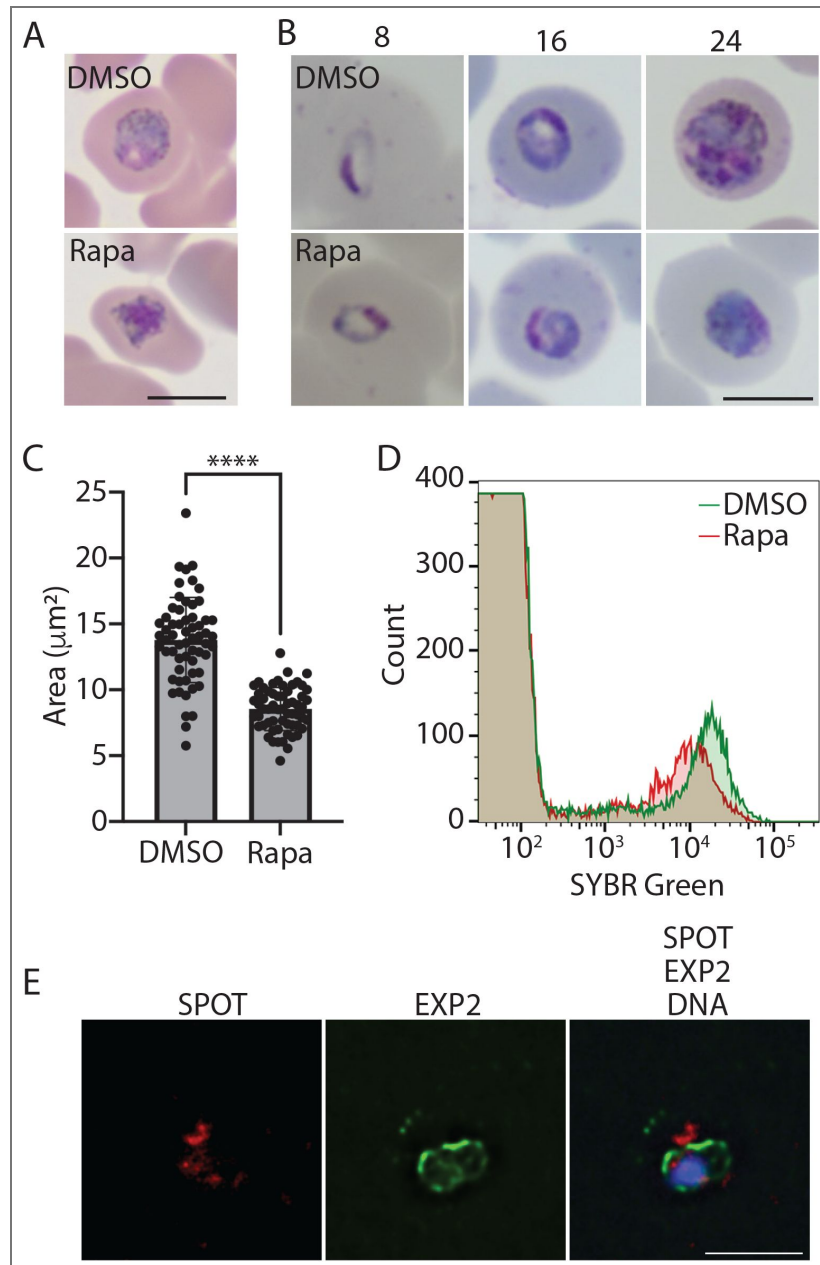 A
DMSO
Rapa
B
8 16 24
DMSO
Rapa
C
****
25
20
15
10
5
0
Area (μm²)
DMSO Rapa
D
400
300
200
100
0
Count
DMSO
Rapa
10² 10³ 10⁴ 10⁵
SYBR Green
E
SPOT
EXP2
SPOT
EXP2
DNA